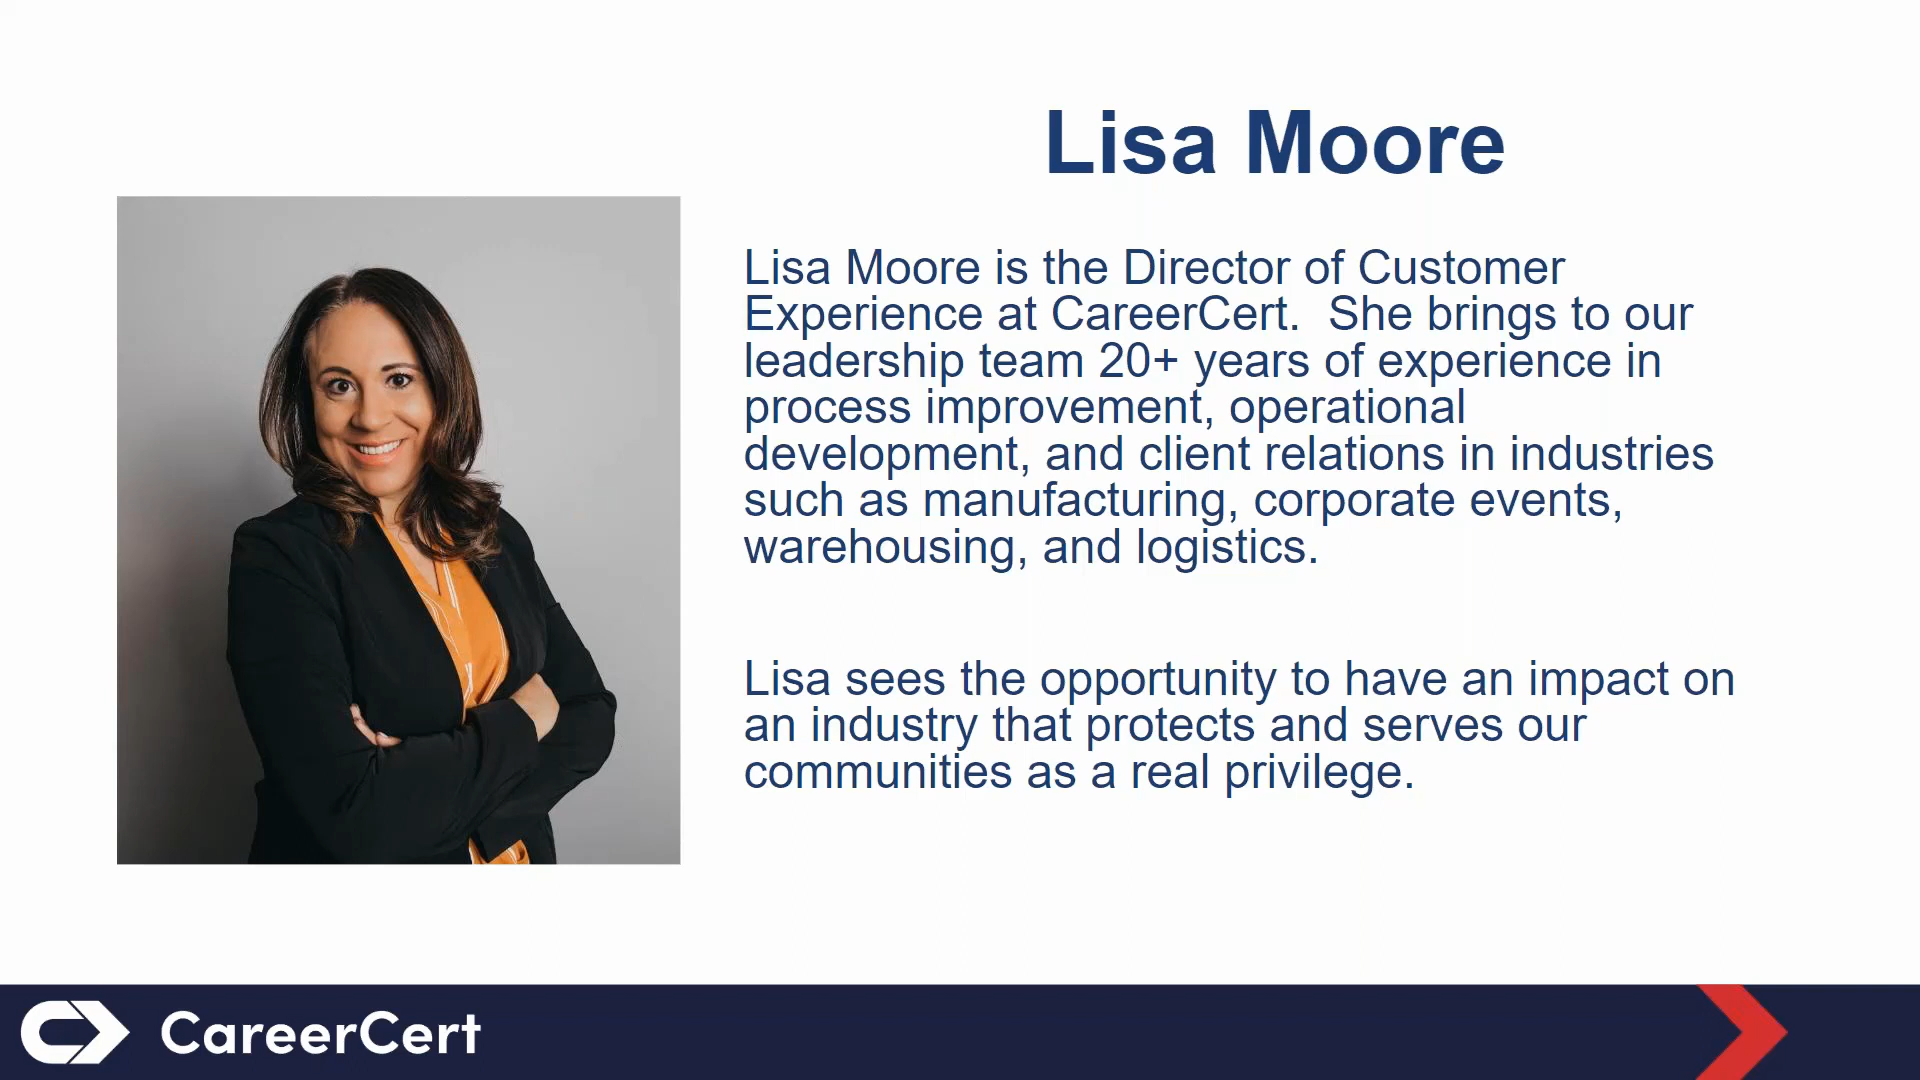 Lisa Moore
Lisa Moore is the Director of Customer
Experience at CareerCert.  She brings to our
leadership team 20+ years of experience in
process improvement, operational
development, and client relations in industries
such as manufacturing, corporate events,
warehousing, and logistics.
Lisa sees the opportunity to have an impact on
an industry that protects and serves our
communities as a real privilege.
CareerCert